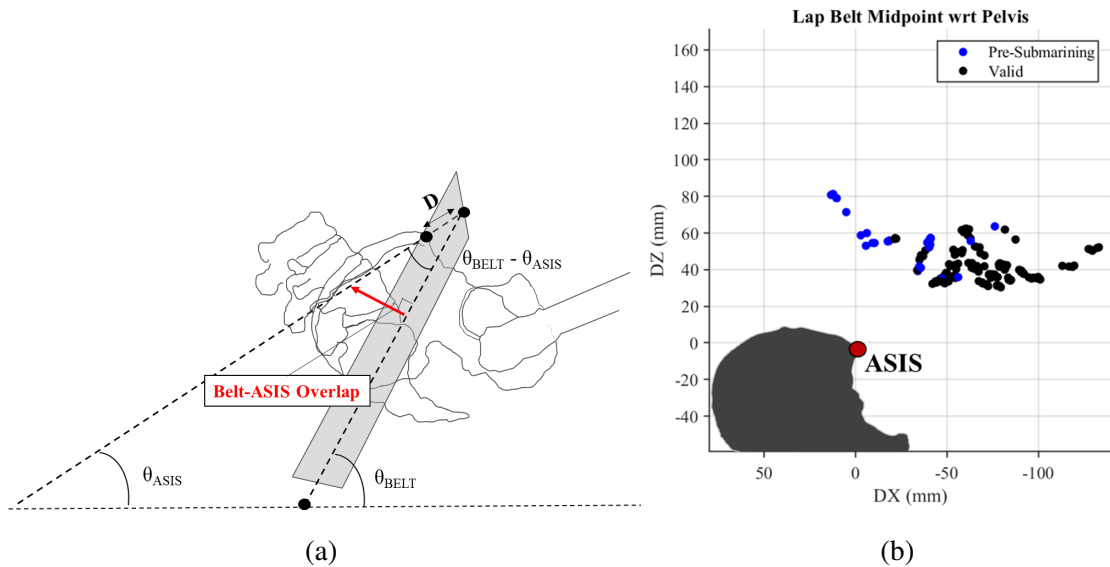 D
θBELT - θASIS
Belt-ASIS Overlap
θASIS
θBELT
(a)
Lap Belt Midpoint wrt Pelvis
Pre-Submarining
Valid
160
140
120
100
80
60
40
20
0
-20
-40
DZ (mm)
ASIS
50 0 -50 -100
DX (mm)
(b)